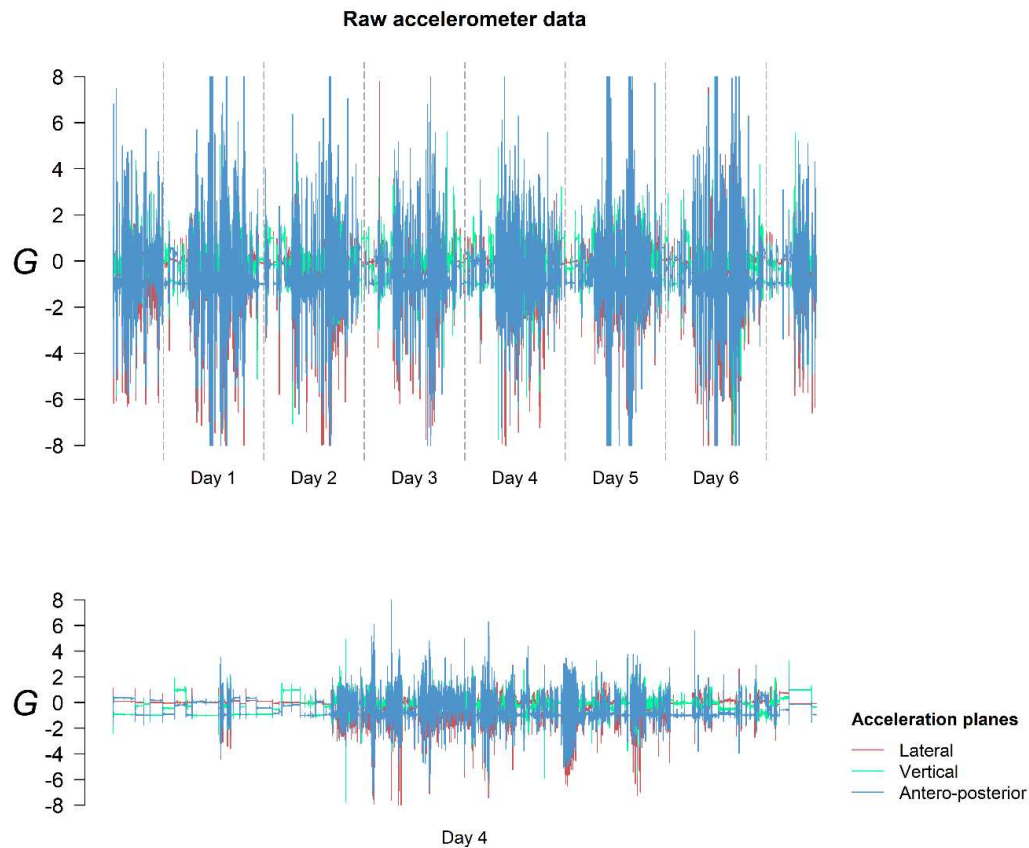 Raw accelerometer data
8
6
4
2
G 0
-2
-4
-6
-8
Day 1 Day 2 Day 3 Day 4 Day 5 Day 6
8
6
4
2
G 0
-2
-4
-6
-8
Acceleration planes
Lateral
Vertical
Antero-posterior
Day 4